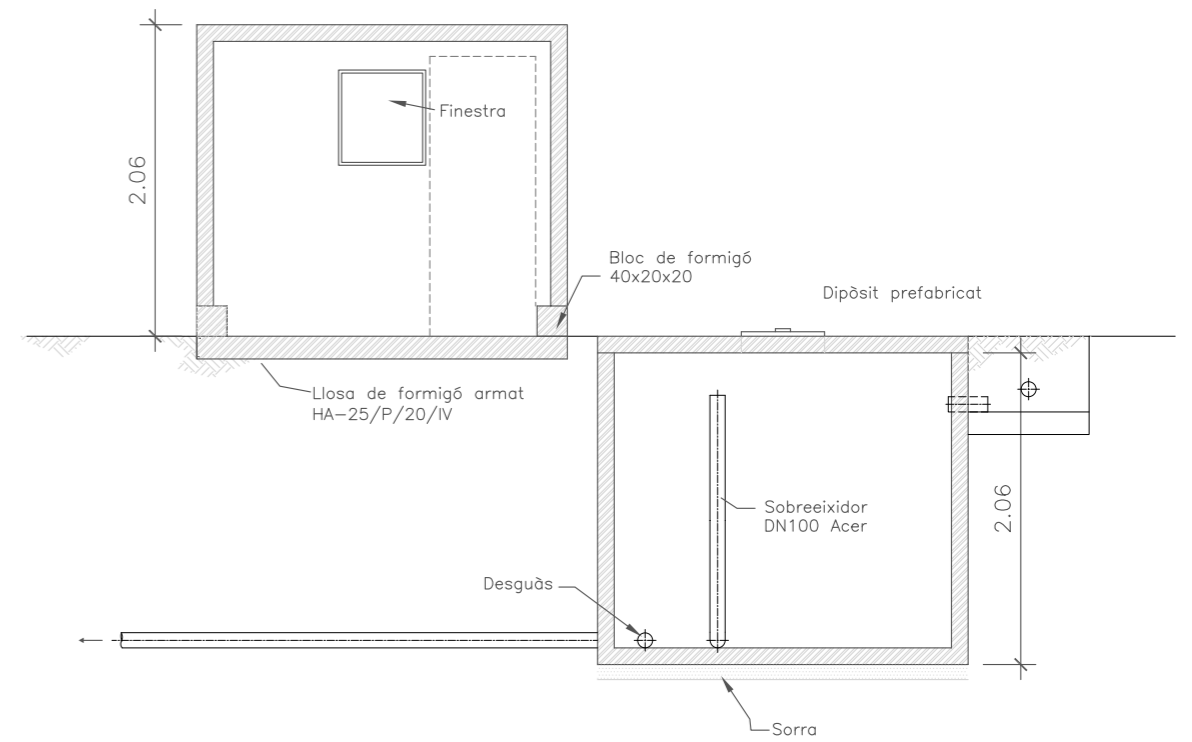 2.06
Finestra
Bloc de formigó
40x20x20
Dipòsit prefabricat
Llosa de formigó armat
HA-25/P/20/IV
Sobreeixidor
DN100 Acer
2.06
Desguàs
Sorra